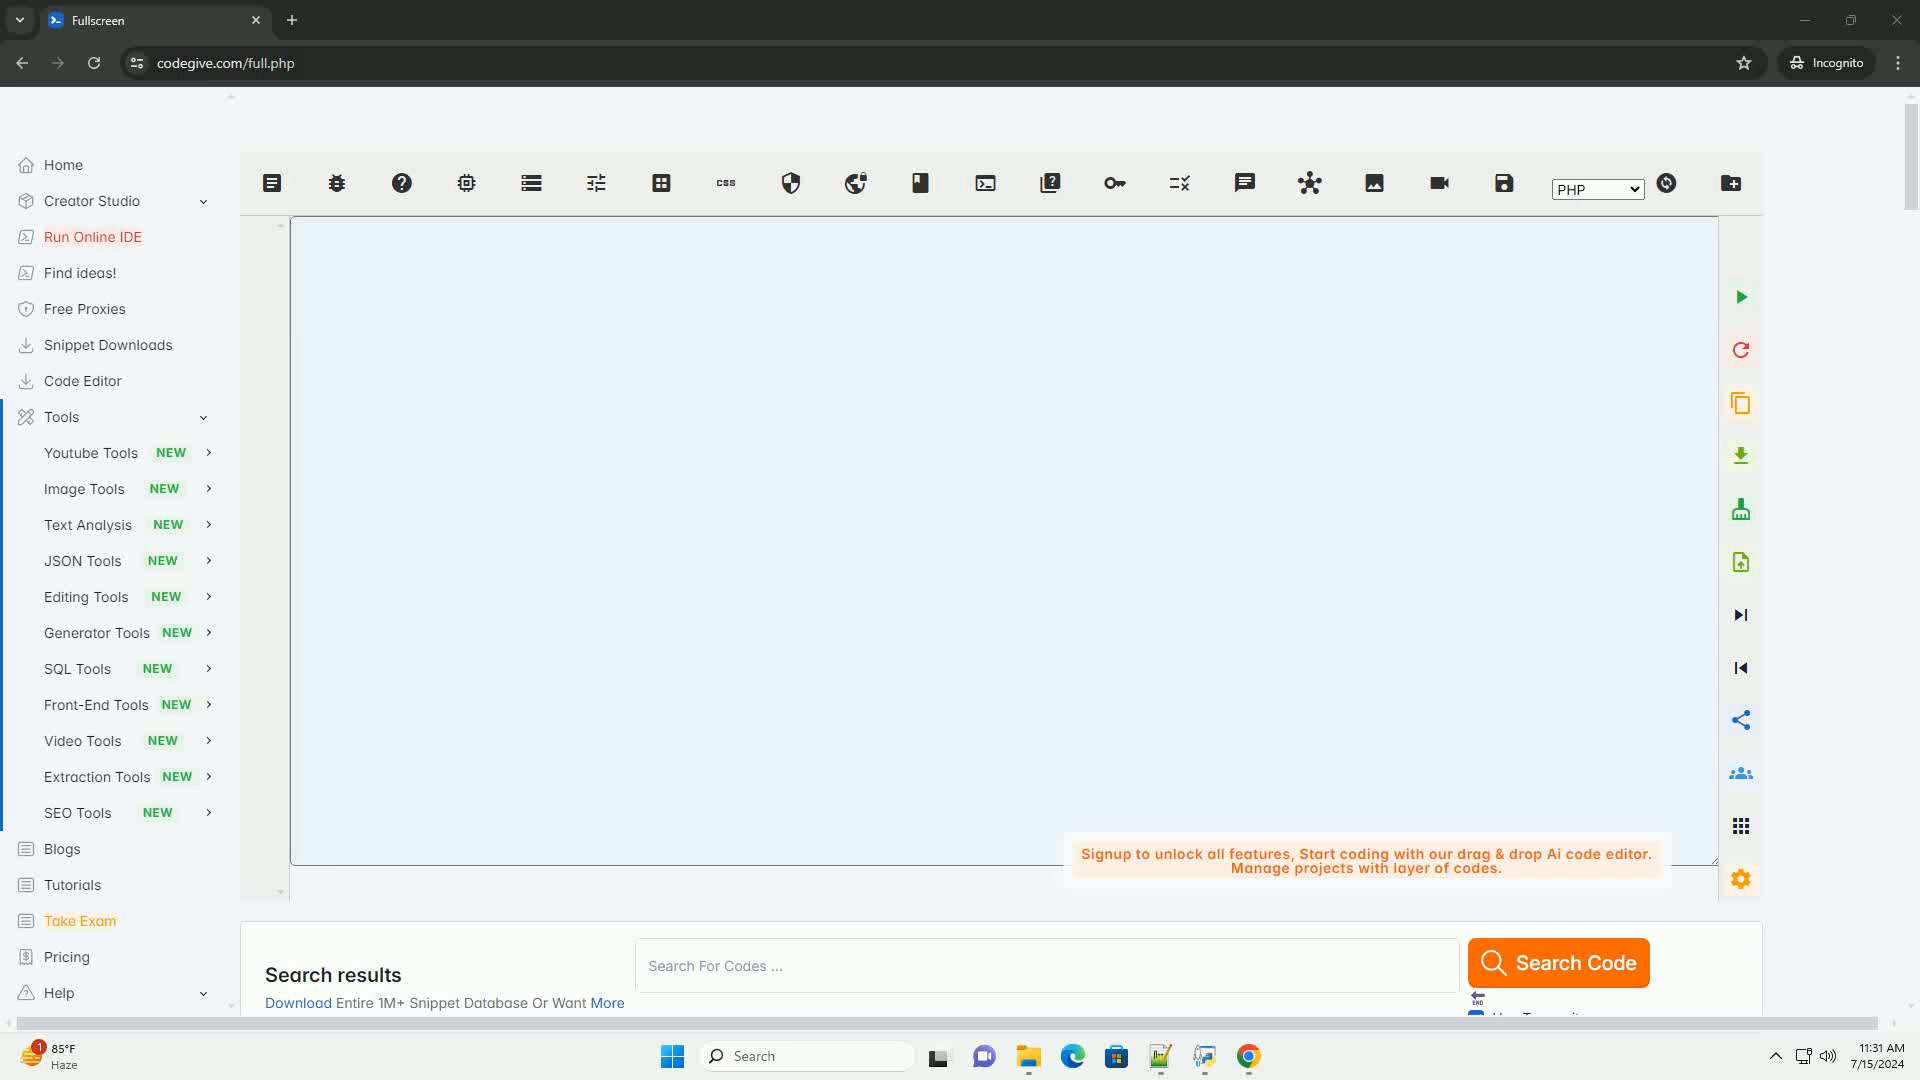 Fullscreen
codegive.com/full.php
Incognito
Home
Creator Studio
Run Online IDE
Find ideas!
Free Proxies
Snippet Downloads
Code Editor
Tools
Youtube Tools NEW
Image Tools NEW
Text Analysis NEW
JSON Tools NEW
Editing Tools NEW
Generator Tools NEW
SQL Tools NEW
Front-End Tools NEW
Video Tools NEW
Extraction Tools NEW
SEO Tools NEW
Blogs
Tutorials
Take Exam
Pricing
Help
CSS
PHP
Signup to unlock all features, Start coding with our drag & drop Ai code editor.
Manage projects with layer of codes.
Search results
Search For Codes ...
Search Code
Download Entire 1M+ Snippet Database Or Want More
END
1
85°F
Haze
Search
11:31 AM
7/15/2024